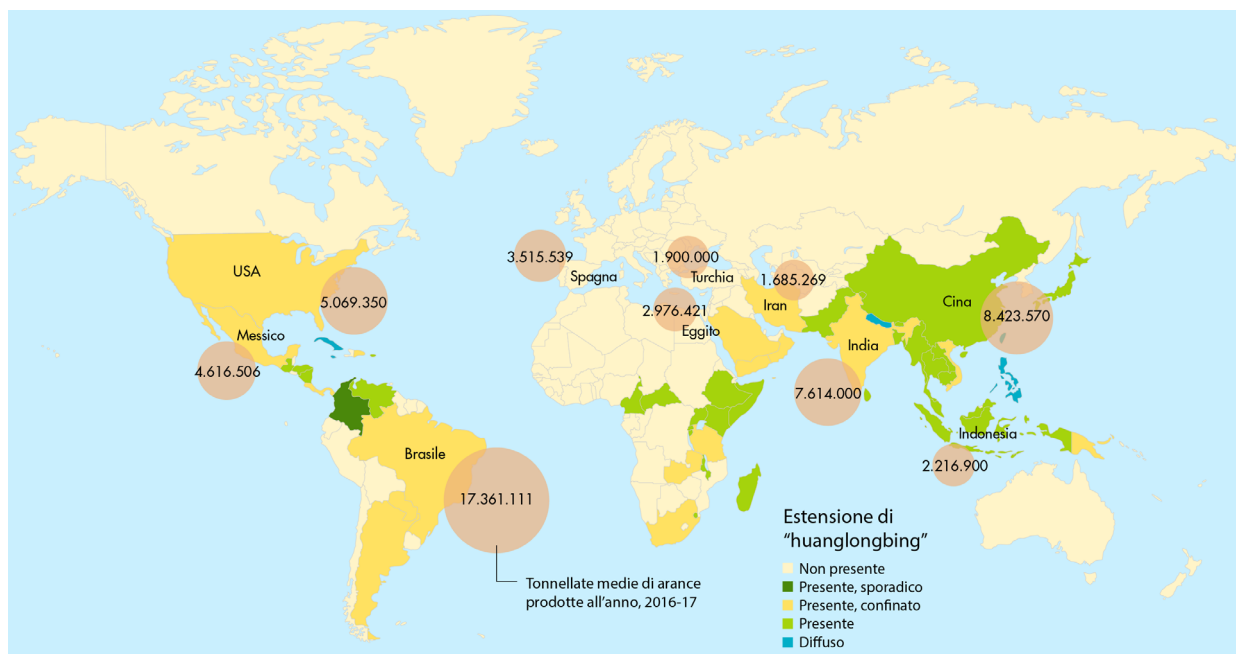 USA
5.069.350
Messico
4.616.506
Brasile
17.361.111
Tonnellate medie di arance
prodotte all'anno, 2016-17
3.515.539
Spagna
1.900.000
Turchia
2.976.421
Eggito
1.685.269
Iran
Cina
8.423.570
India
7.614.000
Indonesia
2.216.900
Estensione di
“huanglongbing”
Non presente
Presente, sporadico
Presente, confinato
Presente
Diffuso